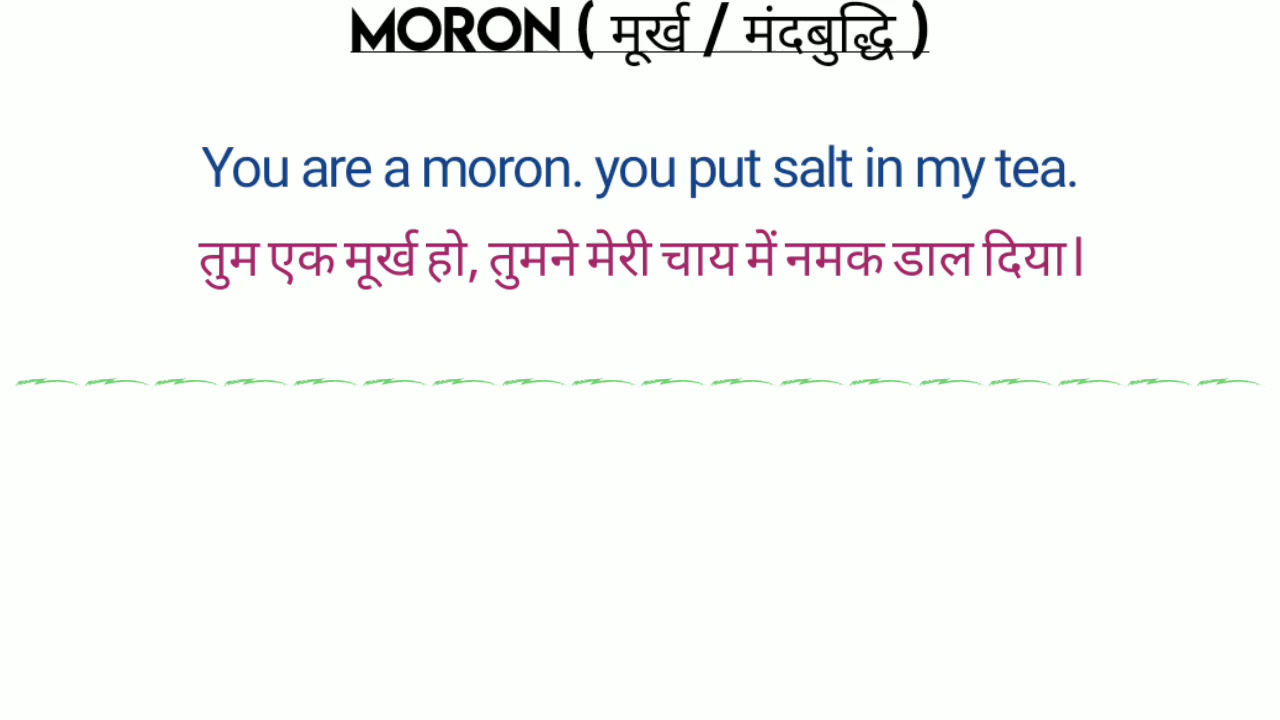 MORON ( मूर्ख / मंदबुद्धि )
You are a moron. you put salt in my tea.
तुम एक मूर्ख हो, तुमने मेरी चाय में नमक डाल दिया।